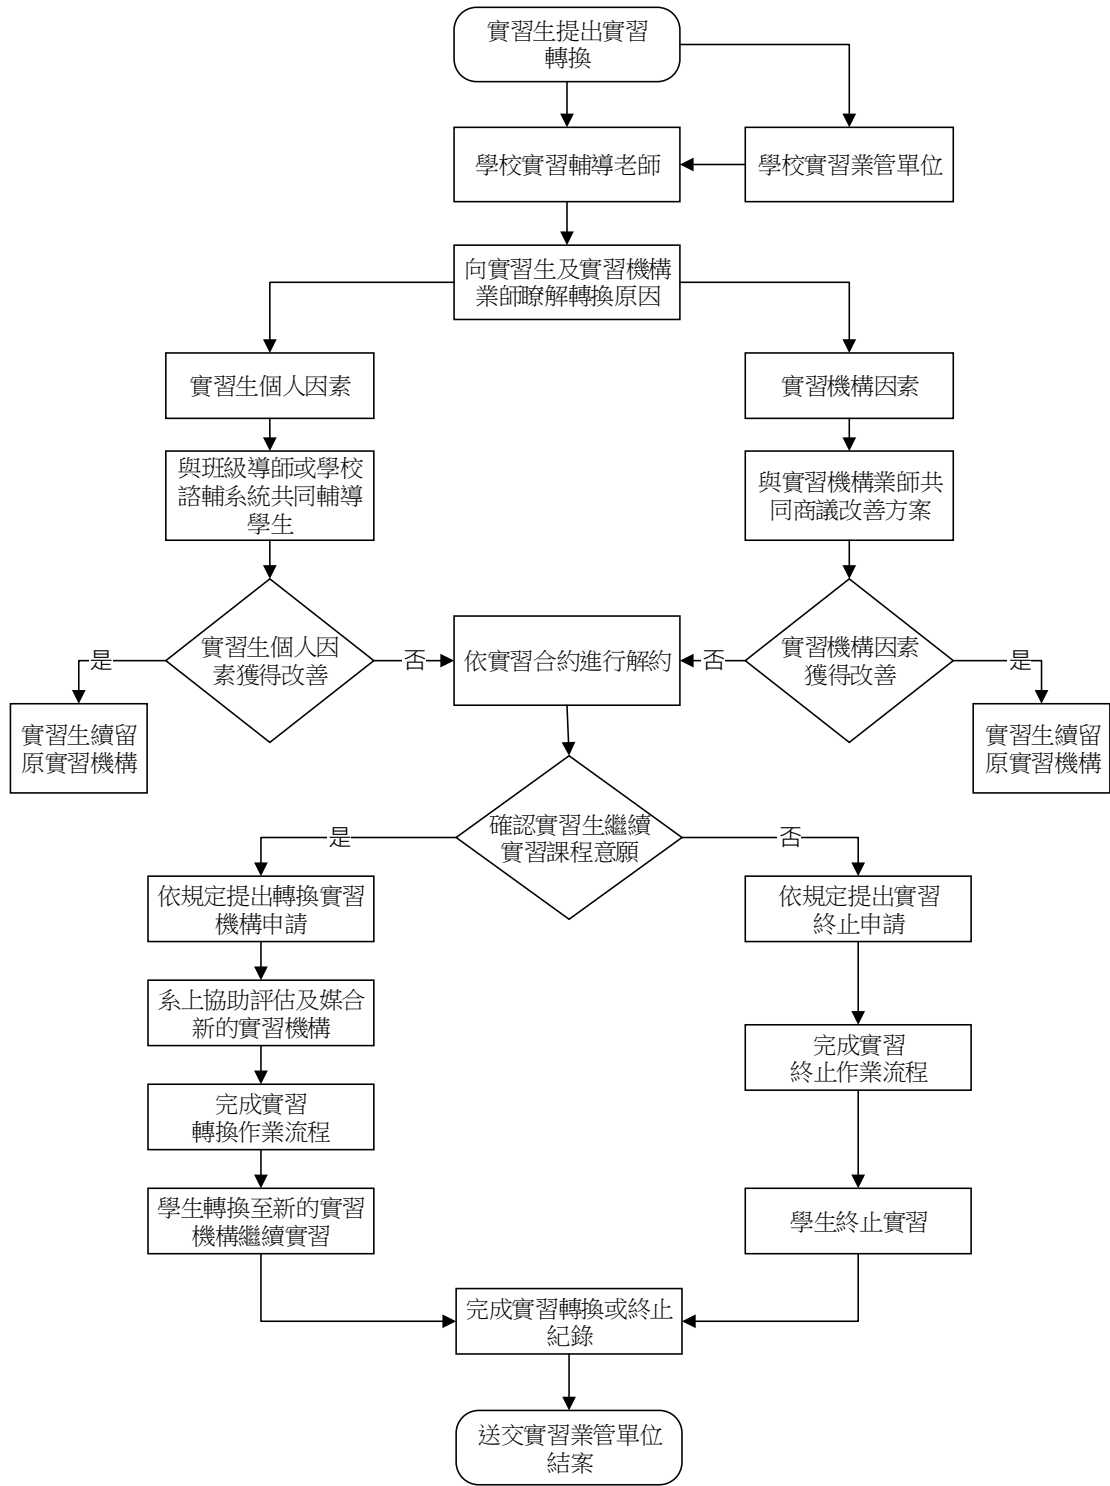 實習生提出實習
轉換
學校實習輔導老師
學校實習業管單位
向實習生及實習機構
業師瞭解轉換原因
實習生個人因素
實習機構因素
與班級導師或學校
諮輔系統共同輔導
學生
與實習機構業師共
同商議改善方案
實習生個人因
素獲得改善
實習機構因素
獲得改善
是
否
依實習合約進行解約
否
是
實習生續留
原實習機構
實習生續留
原實習機構
確認實習生繼續
實習課程意願
是
否
依規定提出轉換實習
機構申請
依規定提出實習
終止申請
系上協助評估及媒合
新的實習機構
完成實習
終止作業流程
完成實習
轉換作業流程
學生轉換至新的實習
機構繼續實習
學生終止實習
完成實習轉換或終止
紀錄
送交實習業管單位
結案